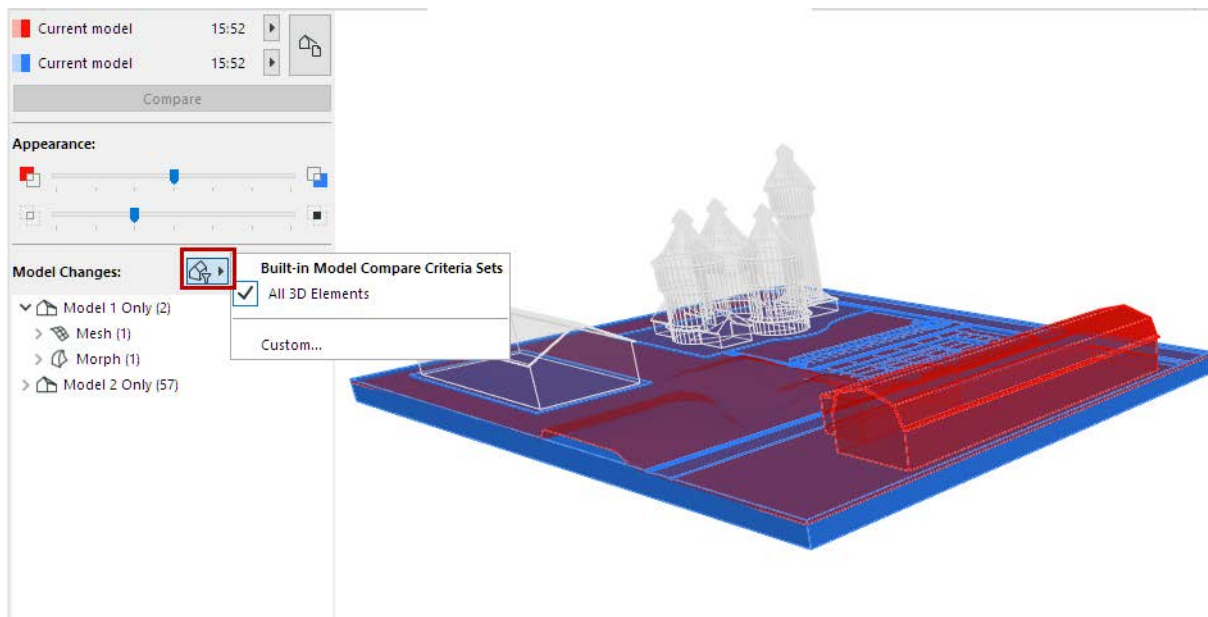 Current model 15:52
Current model 15:52
Compare
Appearance:
Model Changes:
Built-in Model Compare Criteria Sets
All 3D Elements
Custom...
Model 1 Only (2)
Mesh (1)
Morph (1)
Model 2 Only (57)